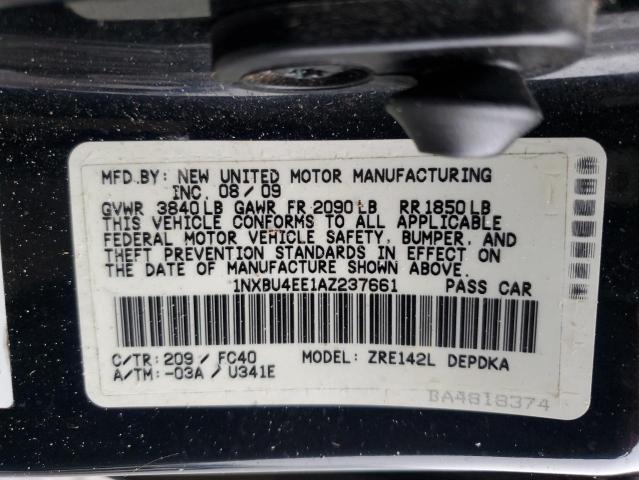 MFD.BY: NEW UNITED MOTOR MANUFACTURING
INC. 08/09
GVWR 3840LB GAWR FR 2090LB RR1850LB
THIS VEHICLE CONFORMS TO ALL APPLICABLE
FEDERAL MOTOR VEHICLE SAFETY, BUMPER, AND
THEFT PREVENTION STANDARDS IN EFFECT ON
THE DATE OF MANUFACTURE SHOWN ABOVE.
1NXBU4EE1AZ237661 PASS CAR
C/TR: 209 / FC40 MODEL: ZRE142L DEPDKA
A/TM: -03A / U341E
BA4818374